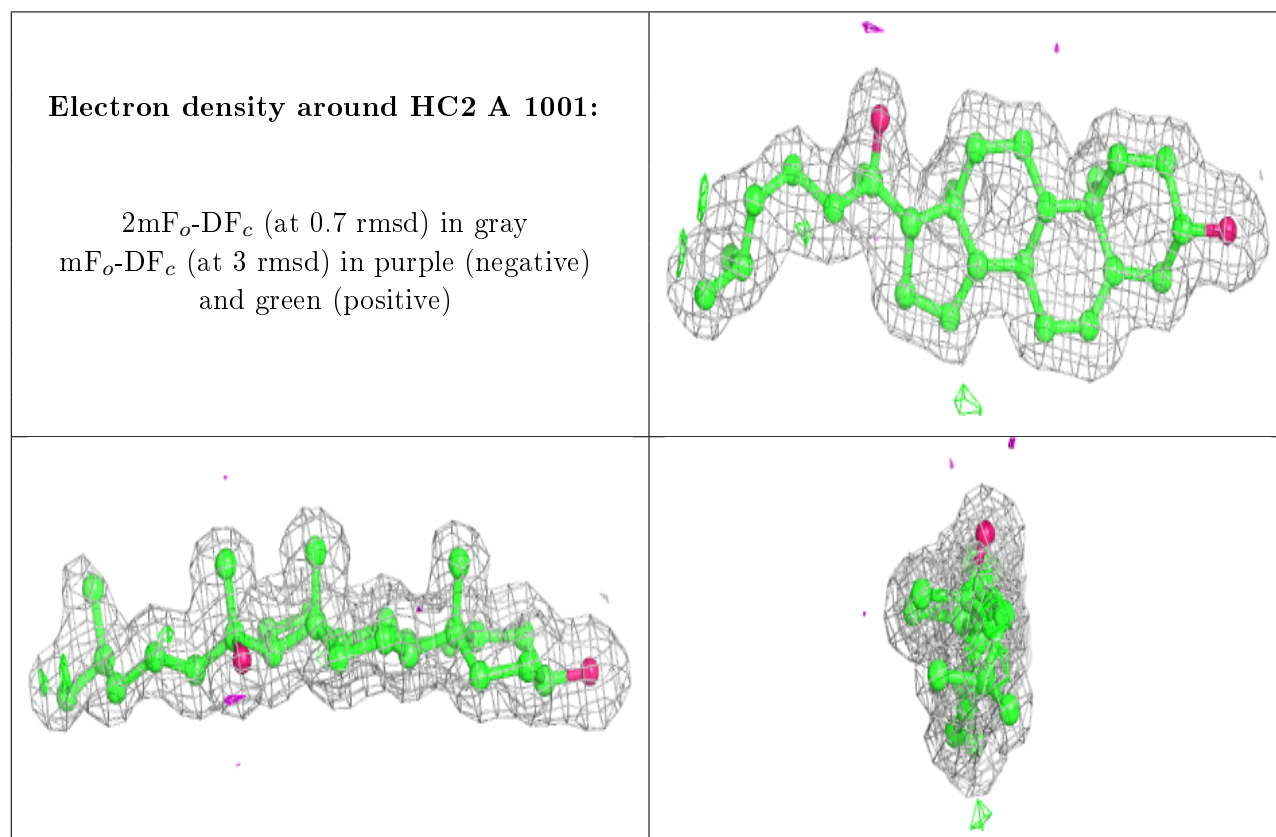 Electron density around HC2 A 1001:
2mFₒ-DF𝒸 (at 0.7 rmsd) in gray
mFₒ-DF𝒸 (at 3 rmsd) in purple (negative)
and green (positive)